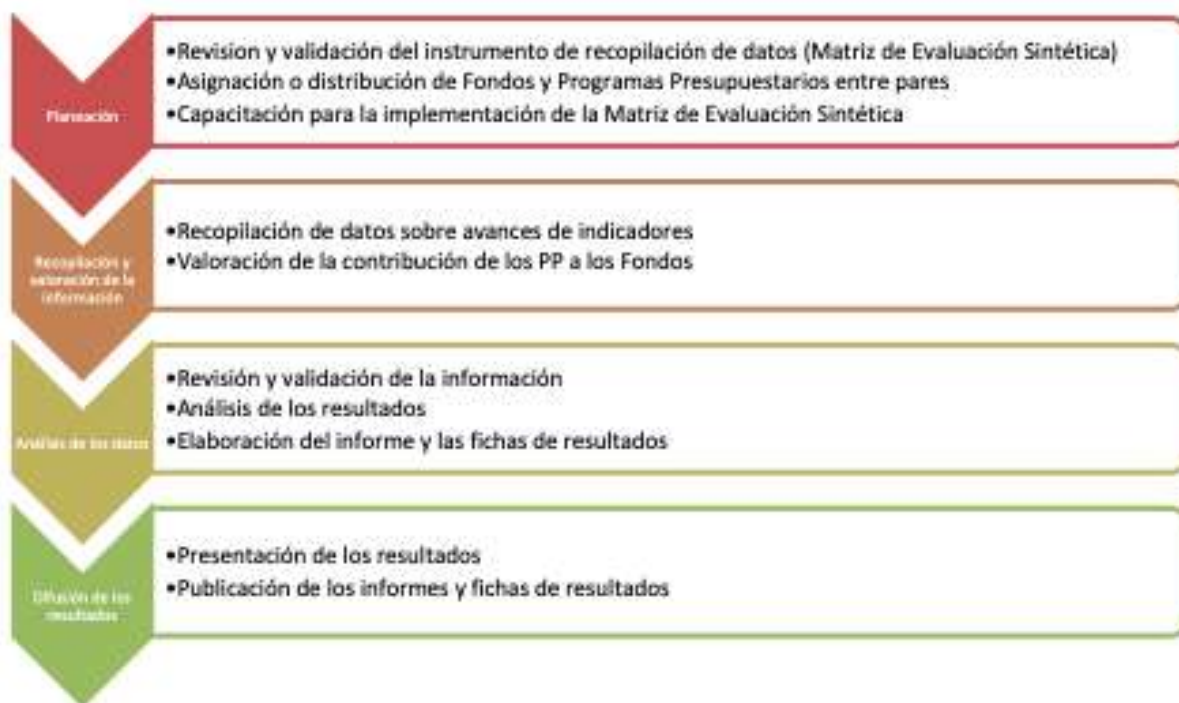 Planeación
•Revision y validación del instrumento de recopilación de datos (Matriz de Evaluación Sintética)
•Asignación o distribución de Fondos y Programas Presupuestarios entre pares
•Capacitación para la implementación de la Matriz de Evaluación Sintética
Recopilación y
valoración de la
información
•Recopilación de datos sobre avances de indicadores
•Valoración de la contribución de los PP a los Fondos
Análisis de los datos
•Revisión y validación de la información
•Análisis de los resultados
•Elaboración del informe y las fichas de resultados
Difusión de los
resultados
•Presentación de los resultados
•Publicación de los informes y fichas de resultados